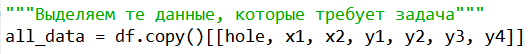 """Выделяем те данные, которые требует задача"""
all_data = df.copy()[[hole, x1, x2, y1, y2, y3, y4]]